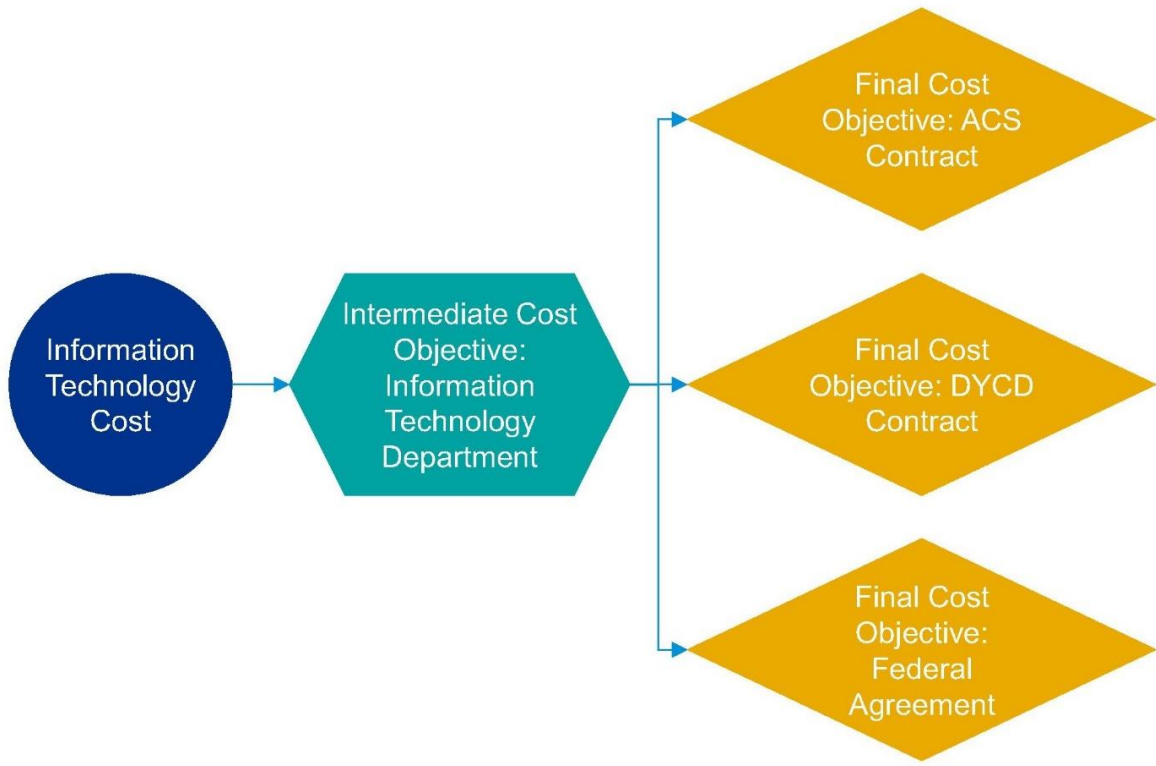 Information
Technology
Cost
Intermediate Cost
Objective:
Information
Technology
Department
Final Cost
Objective: ACS
Contract
Final Cost
Objective: DYCD
Contract
Final Cost
Objective:
Federal
Agreement